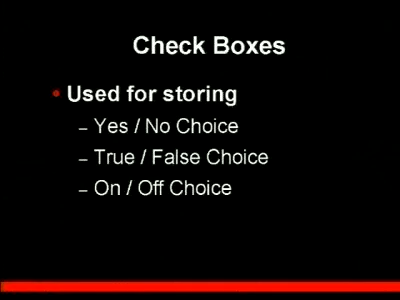 Check Boxes
• Used for storing
– Yes / No Choice
– True / False Choice
– On / Off Choice